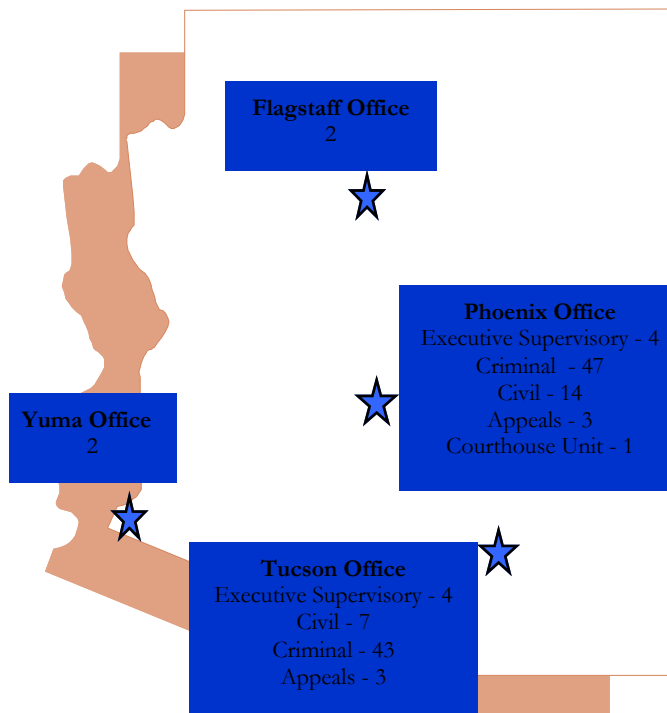 Flagstaff Office
2
Phoenix Office
Executive Supervisory - 4
Criminal - 47
Civil - 14
Appeals - 3
Courthouse Unit - 1
Yuma Office
2
Tucson Office
Executive Supervisory - 4
Civil - 7
Criminal - 43
Appeals - 3